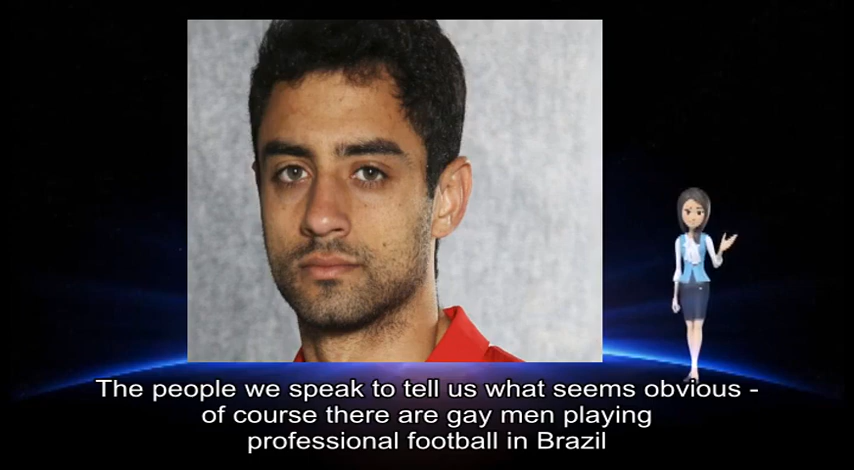 The people we speak to tell us what seems obvious -
of course there are gay men playing
professional football in Brazil